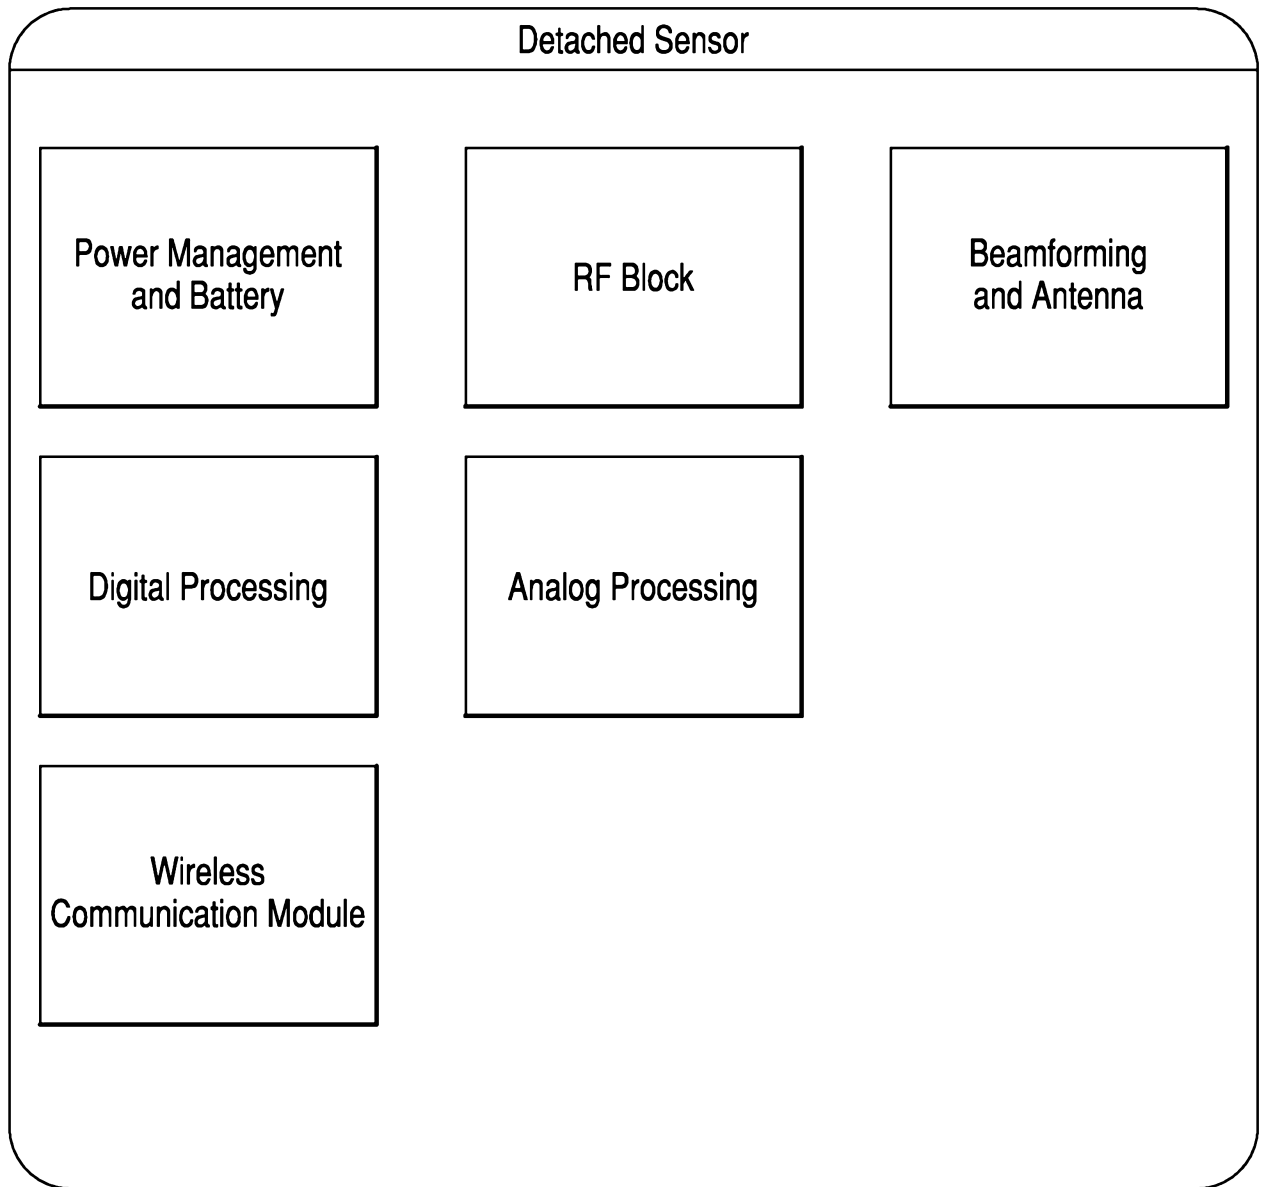 Detached Sensor
Power Management
and Battery
RF Block
Beamforming
and Antenna
Digital Processing
Analog Processing
Wireless
Communication Module